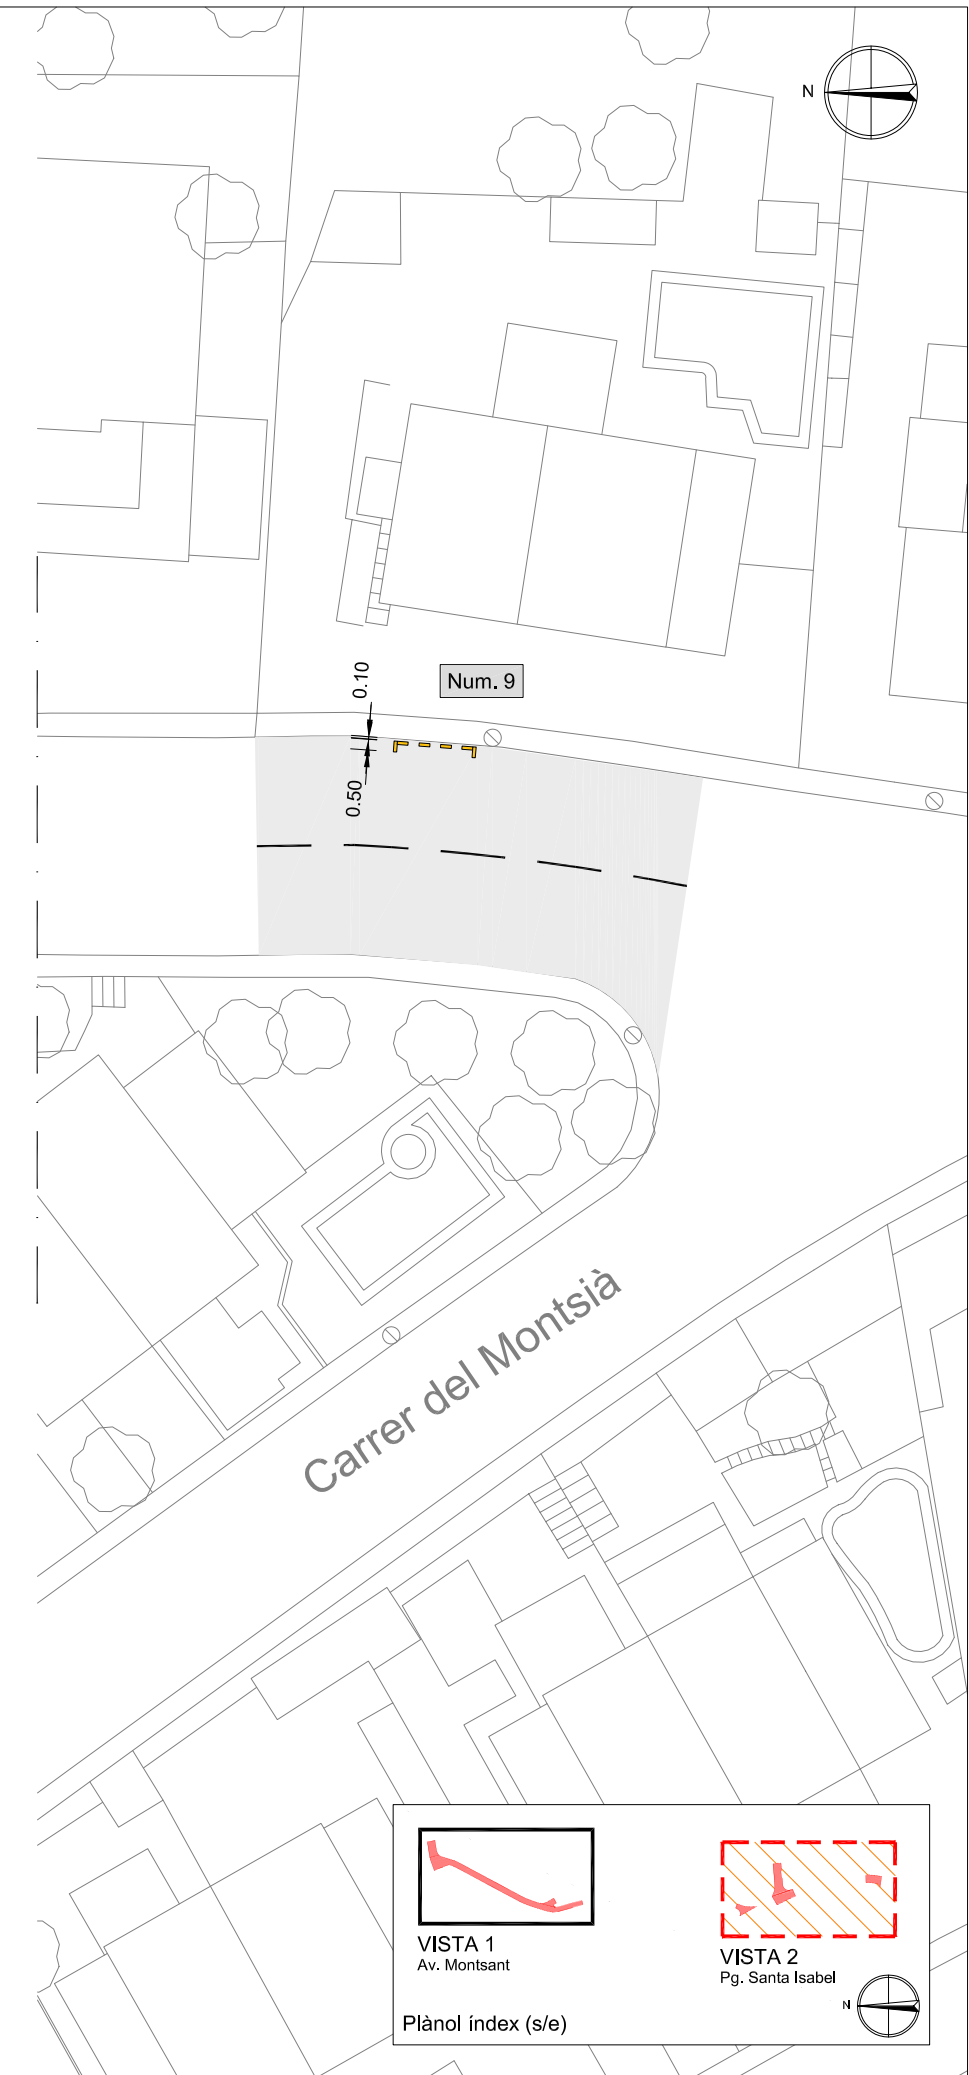 N
0.10
Num. 9
0.50
Carrer del Montsià
VISTA 1
Av. Montsant
VISTA 2
Pg. Santa Isabel
N
Plànol índex (s/e)